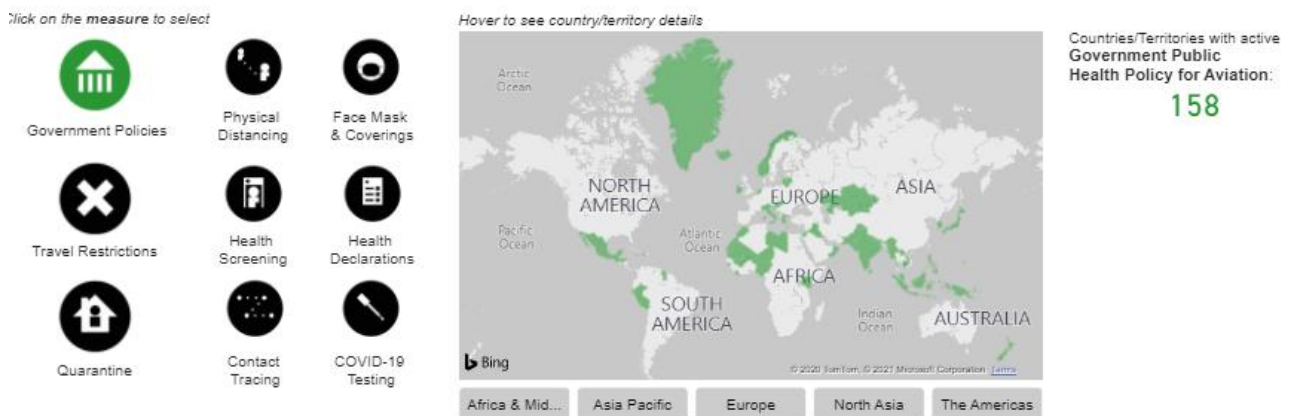 Click on the measure to select
Government Policies
Physical
Distancing
Face Mask
& Coverings
Travel Restrictions
Health
Screening
Health
Declarations
Quarantine
Contact
Tracing
COVID-19
Testing
Hover to see country/territory details
Arctic
Ocean
NORTH
AMERICA
EUROPE
ASIA
Pacific
Ocean
Atlantic
Ocean
AFRICA
SOUTH
AMERICA
Indian
Ocean
AUSTRALIA
Bing
© 2020 TomTom, © 2021 Microsoft Corporation Terms
Africa & Mid...
Asia Pacific
Europe
North Asia
The Americas
Countries/Territories with active
Government Public
Health Policy for Aviation:
158